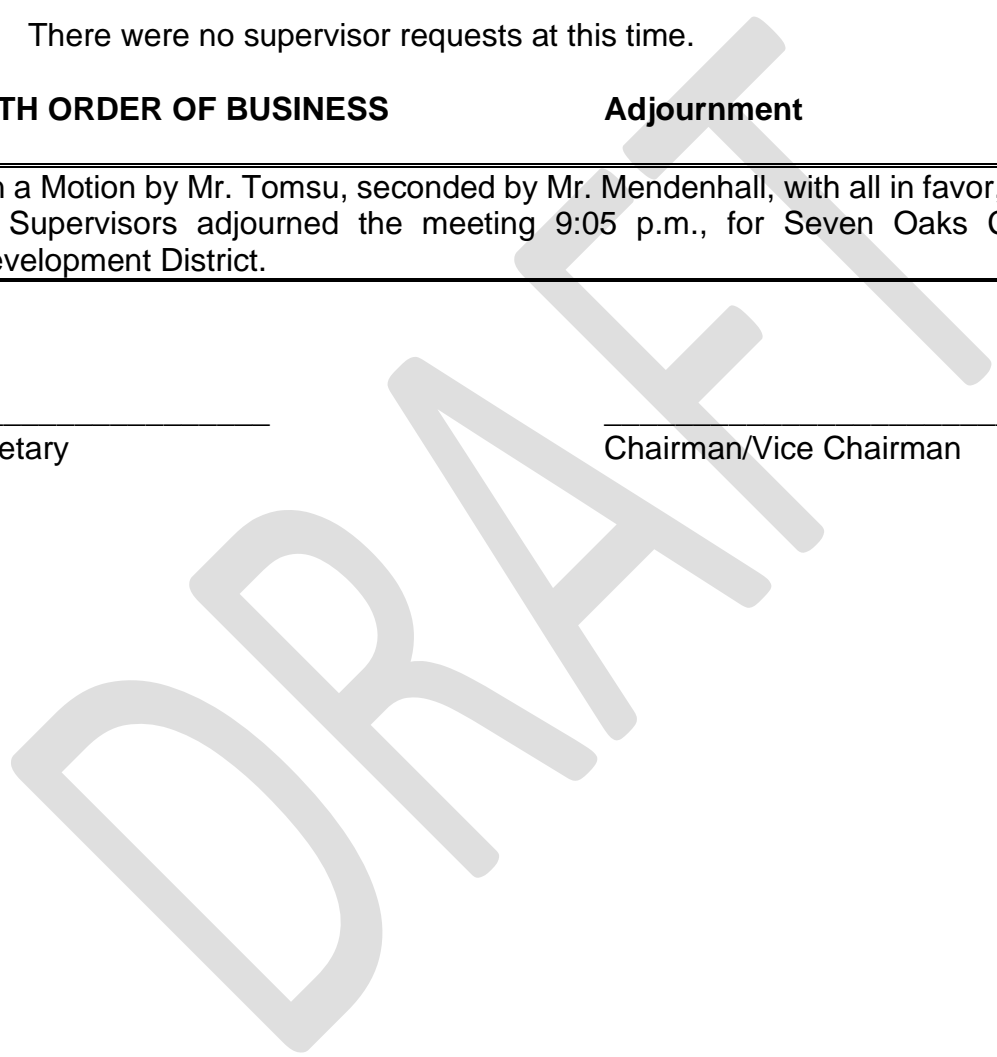 There were no supervisor requests at this time.
TH ORDER OF BUSINESS Adjournment
n a Motion by Mr. Tomsu, seconded by Mr. Mendenhall, with all in favor,
Supervisors adjourned the meeting 9:05 p.m., for Seven Oaks C
evelopment District.
etary Chairman/Vice Chairman
DRAFT